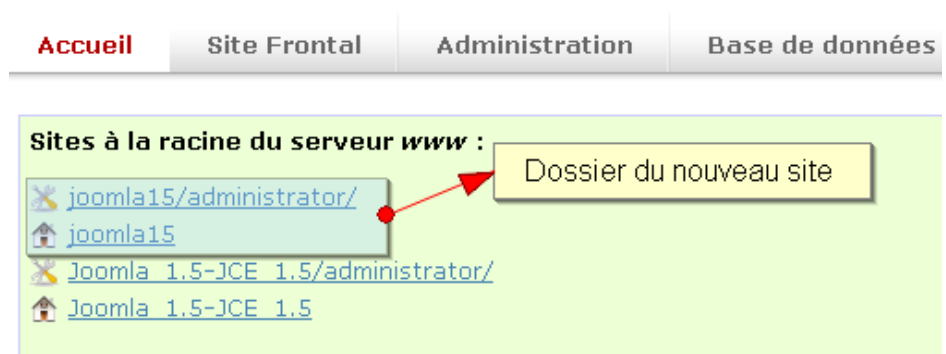 Accueil Site Frontal Administration Base de données
Sites à la racine du serveur www :
Dossier du nouveau site
joomla15/administrator/
joomla15
Joomla_1.5-JCE_1.5/administrator/
Joomla_1.5-JCE_1.5